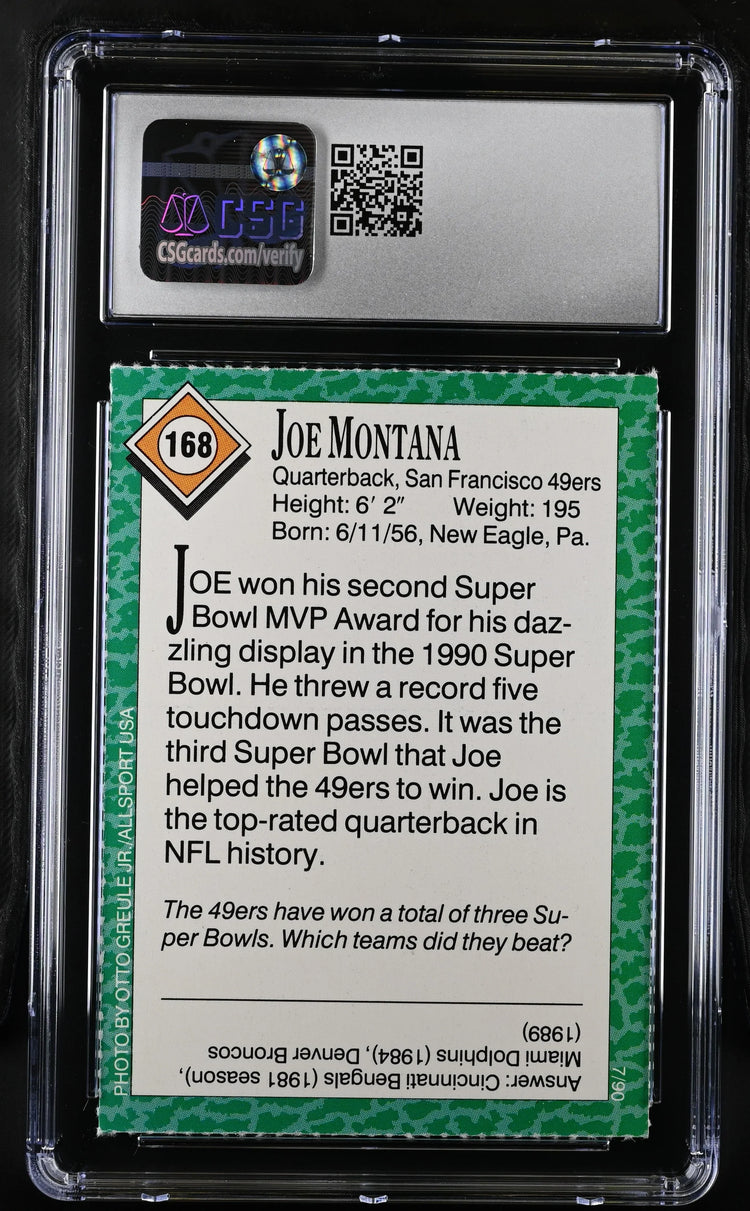 CSG
CSGcards.com/verify
168
JOE MONTANA
Quarterback, San Francisco 49ers
Height: 6′ 2″ Weight: 195
Born: 6/11/56, New Eagle, Pa.
JOE won his second Super
Bowl MVP Award for his daz-
zling display in the 1990 Super
Bowl. He threw a record five
touchdown passes. It was the
third Super Bowl that Joe
helped the 49ers to win. Joe is
the top-rated quarterback in
NFL history.
The 49ers have won a total of three Su-
per Bowls. Which teams did they beat?
Answer: Cincinnati Bengals (1981 season),
Miami Dolphins (1984), Denver Broncos
(1989)
PHOTO BY OTTO GREULE JR./ALLSPORT USA
7/90